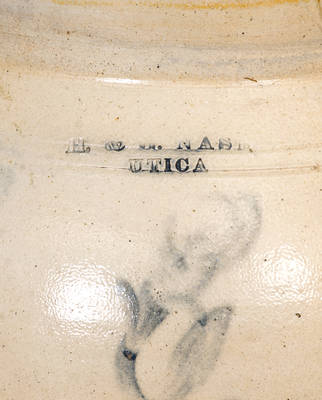 H. & G. NASH
UTICA